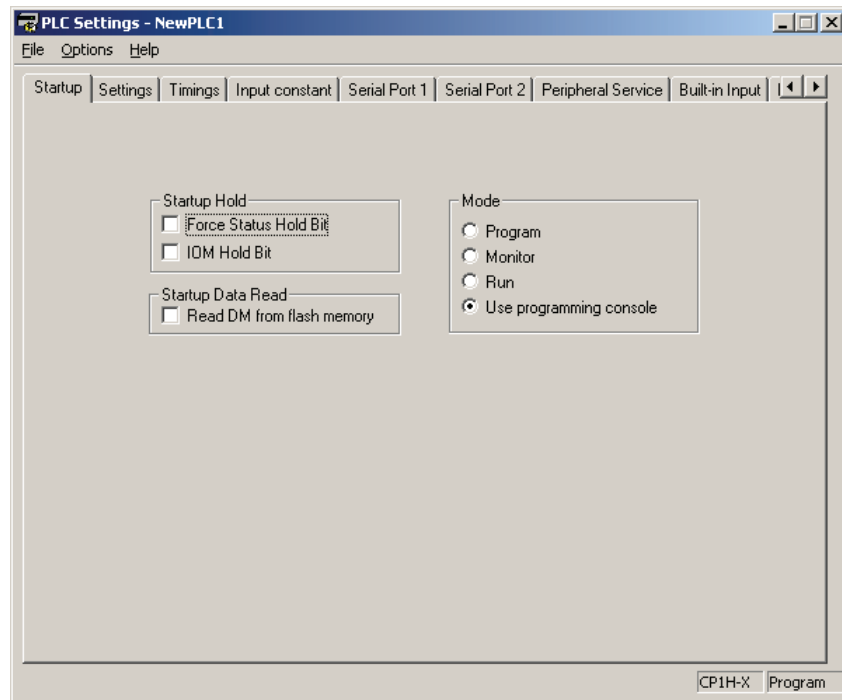 PLC Settings - NewPLC1
File Options Help
Startup Settings Timings Input constant Serial Port 1 Serial Port 2 Peripheral Service Built-in Input
Startup Hold
Force Status Hold Bit
IOM Hold Bit
Startup Data Read
Read DM from flash memory
Mode
Program
Monitor
Run
Use programming console
CP1H-X Program